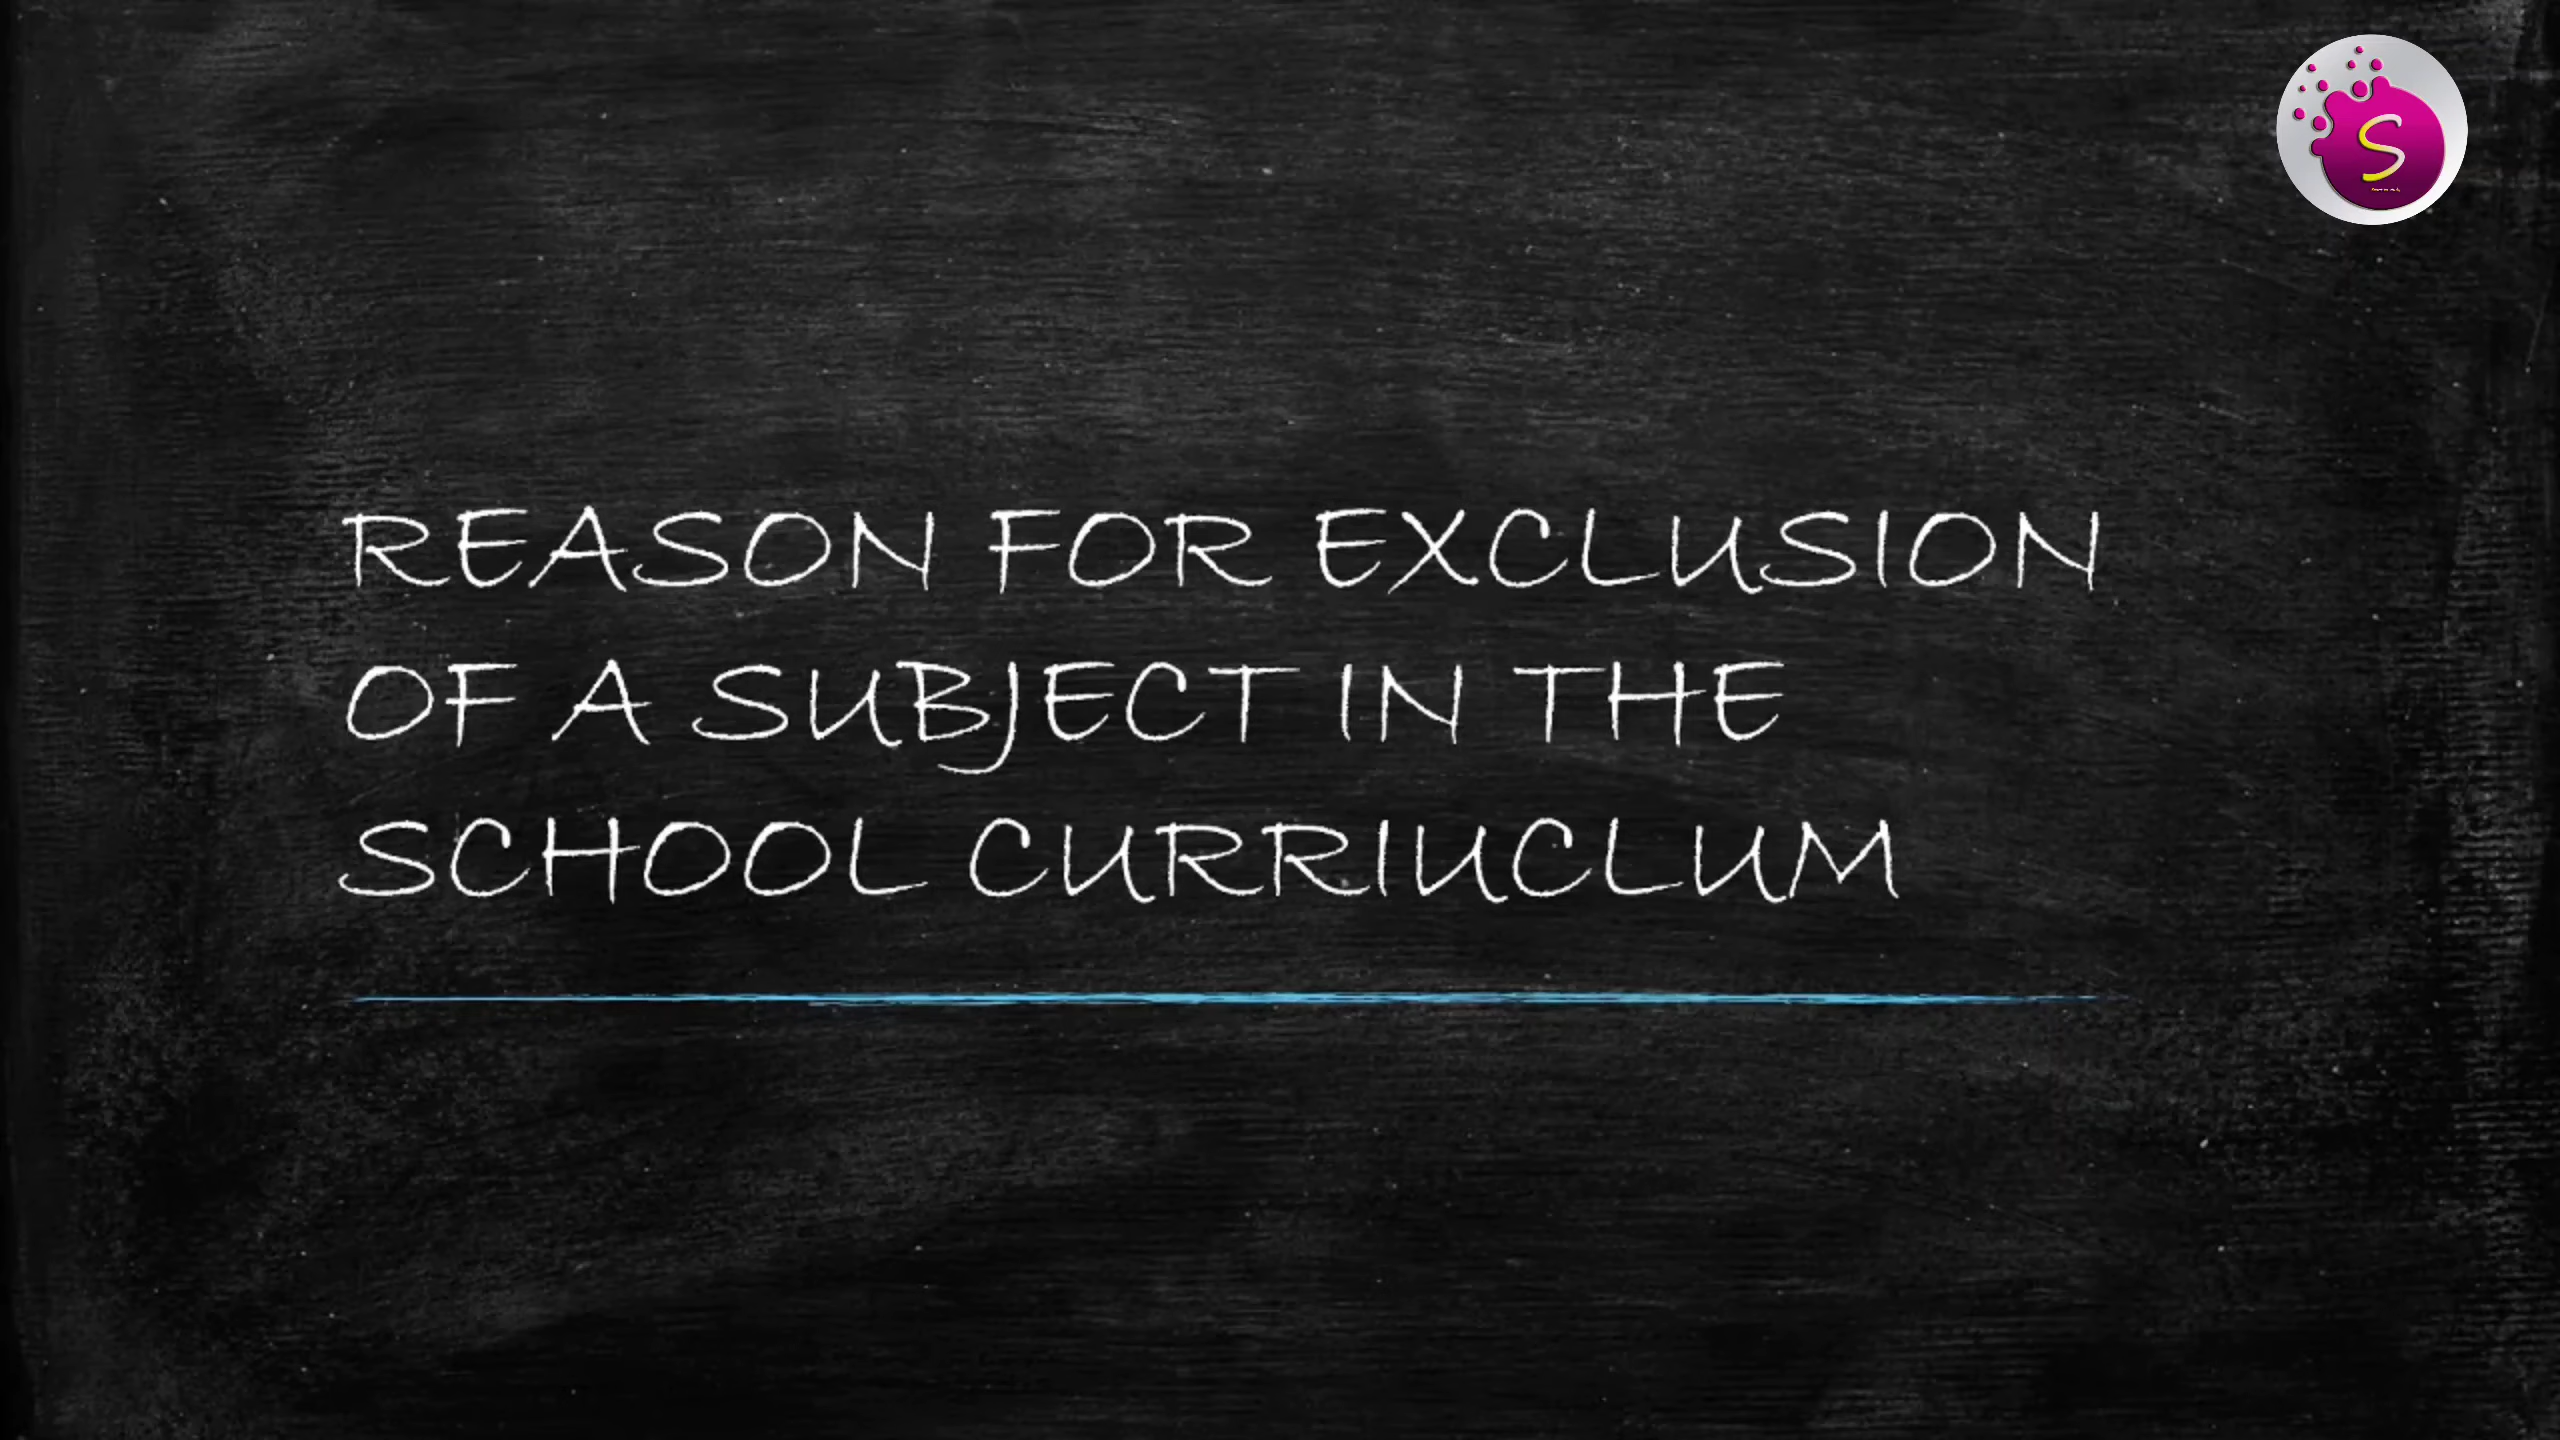 REASON FOR EXCLUSION
OF A SUBJECT IN THE
SCHOOL CURRIUCLUM
S